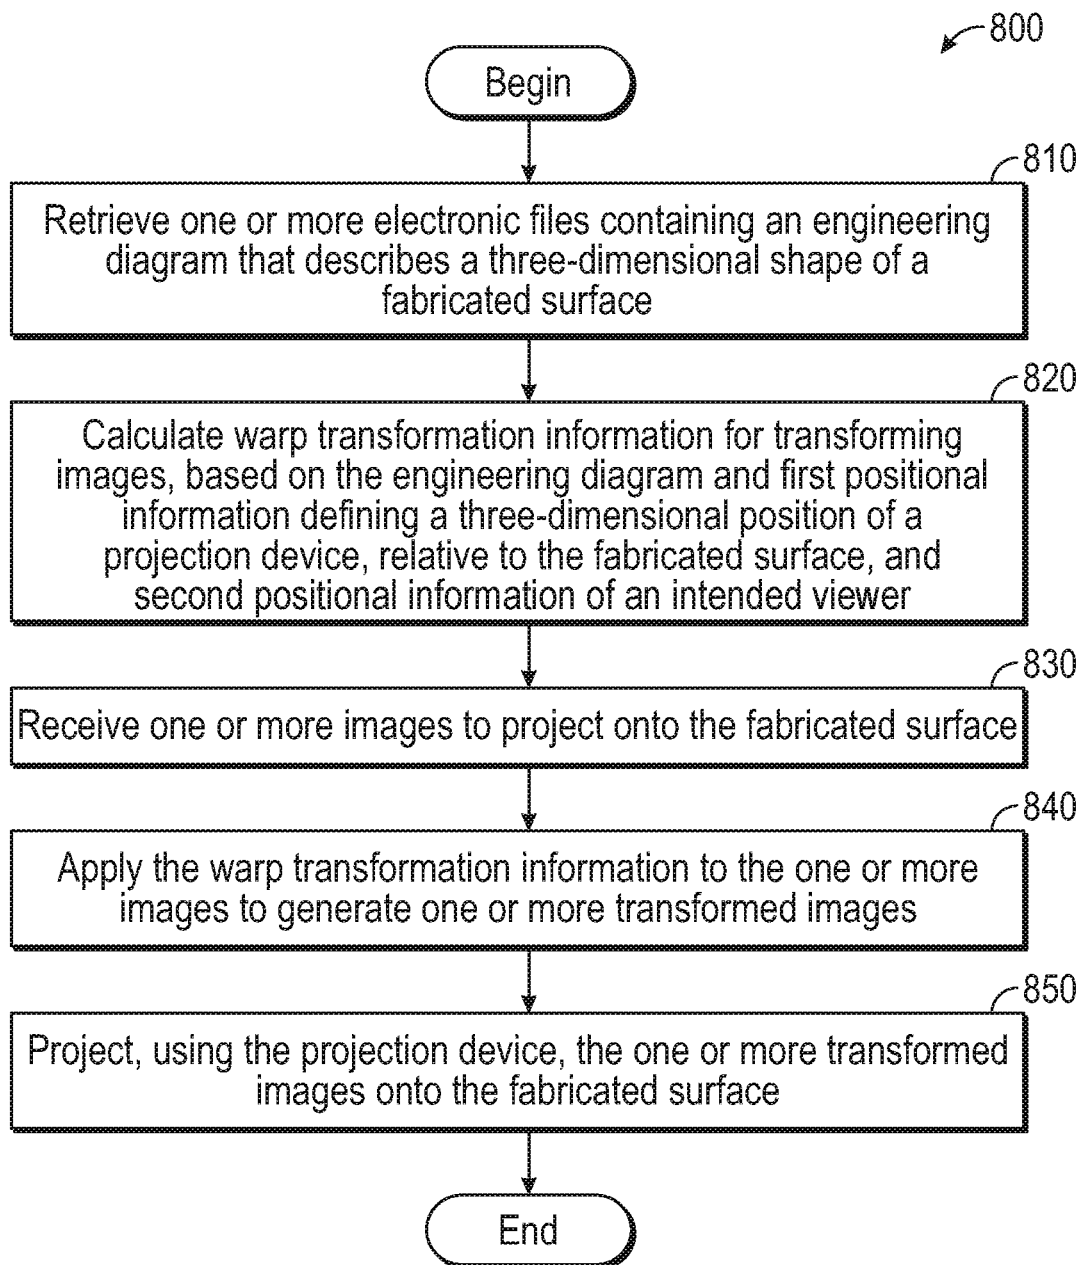 800
Begin
810
Retrieve one or more electronic files containing an engineering
diagram that describes a three-dimensional shape of a
fabricated surface
820
Calculate warp transformation information for transforming
images, based on the engineering diagram and first positional
information defining a three-dimensional position of a
projection device, relative to the fabricated surface, and
second positional information of an intended viewer
830
Receive one or more images to project onto the fabricated surface
840
Apply the warp transformation information to the one or more
images to generate one or more transformed images
850
Project, using the projection device, the one or more transformed
images onto the fabricated surface
End